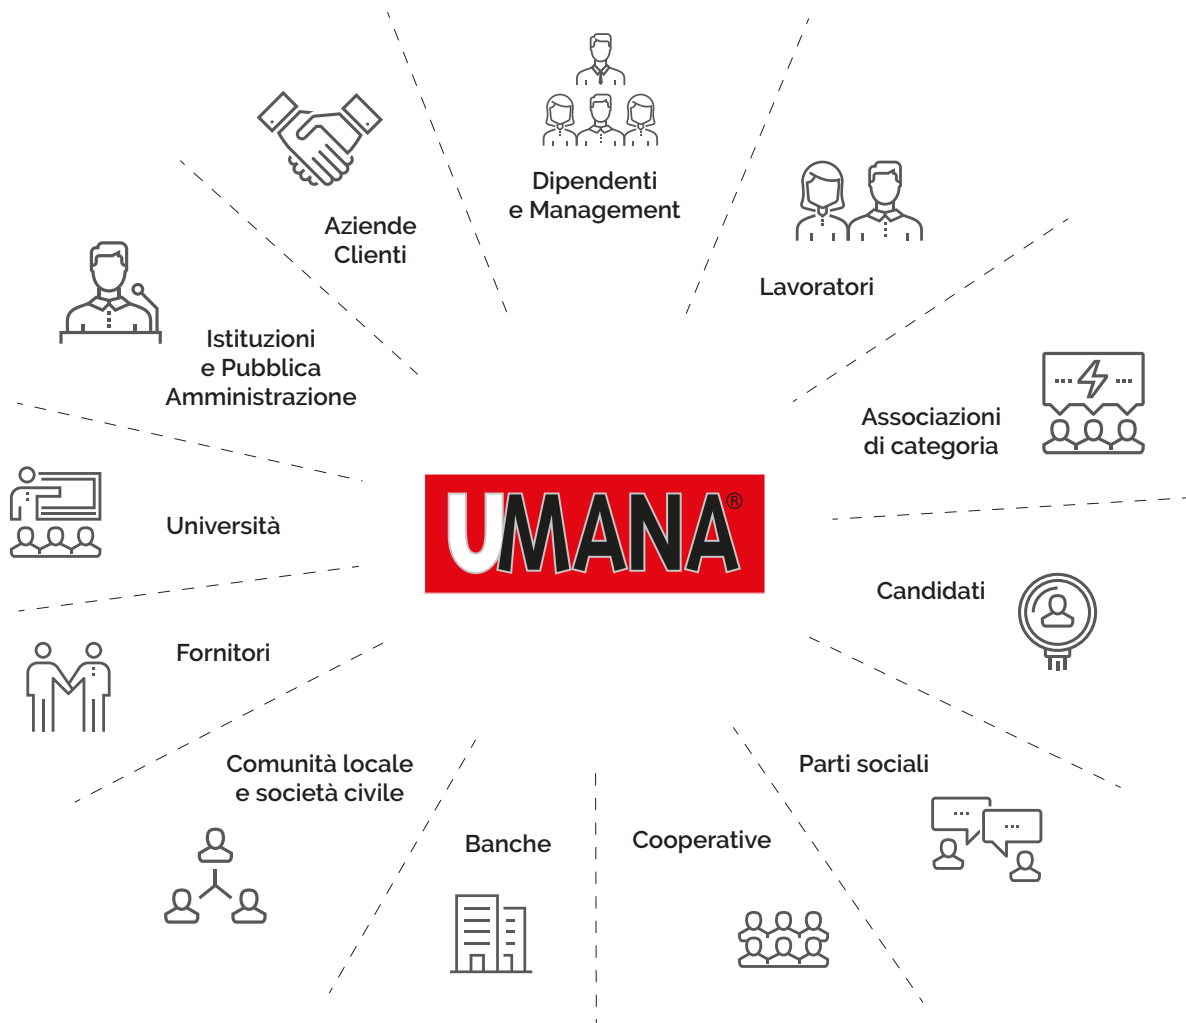 Dipendenti
e Management
Aziende
Clienti
Lavoratori
Istituzioni
e Pubblica
Amministrazione
Associazioni
di categoria
UMANA®
Università
Candidati
Fornitori
Comunità locale
e società civile
Parti sociali
Banche
Cooperative